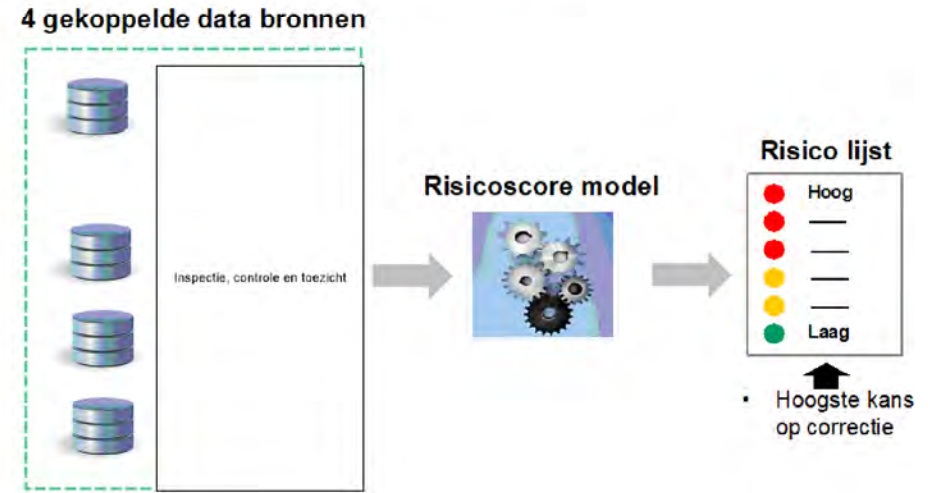 4 gekoppelde data bronnen
Inspectie, controle en toezicht
Risicoscore model
Risico lijst
Hoog
Laag
• Hoogste kans
op correctie